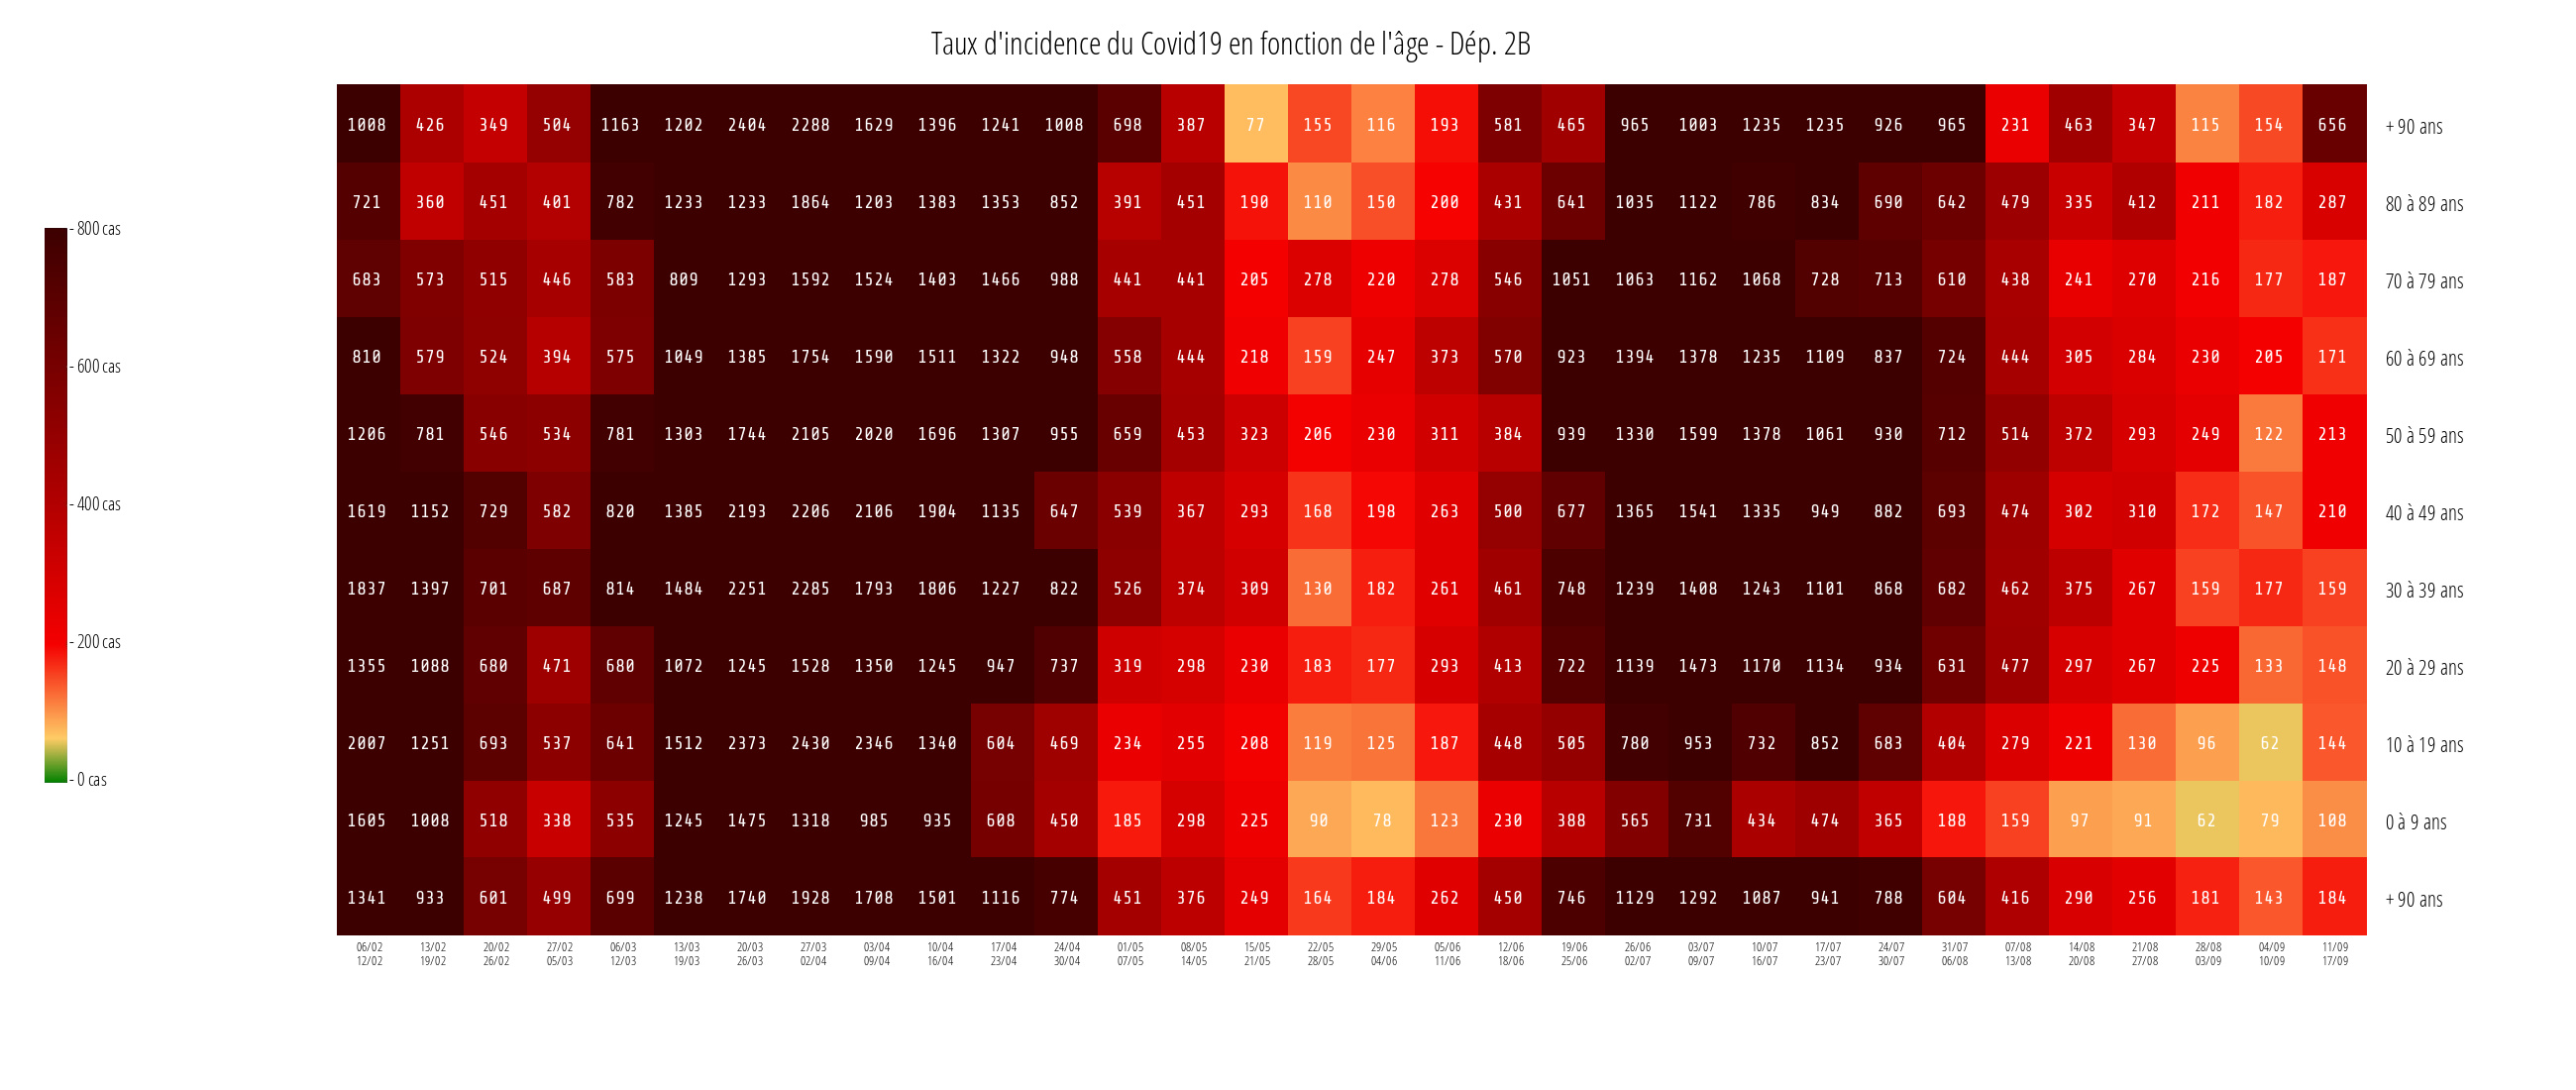 Taux d'incidence du Covid19 en fonction de l'âge - Dép. 2B
1008 426 349 504 1163 1202 2404 2288 1629 1396 1241 1008 698 387 77 155 116 193 581 465 965 1003 1235 1235 926 965 231 463 347 115 154 656 + 90 ans
721 360 451 401 782 1233 1233 1864 1203 1383 1353 852 391 451 190 110 150 200 431 641 1035 1122 786 834 690 642 479 335 412 211 182 287 80 à 89 ans
- 800 cas
683 573 515 446 583 809 1293 1592 1524 1403 1466 988 441 441 205 278 220 278 546 1051 1063 1162 1068 728 713 610 438 241 270 216 177 187 70 à 79 ans
810 579 524 394 575 1049 1385 1754 1590 1511 1322 948 558 444 218 159 247 373 570 923 1394 1378 1235 1109 837 724 444 305 284 230 205 171 60 à 69 ans
- 600 cas
1206 781 546 534 781 1303 1744 2105 2020 1696 1307 955 659 453 323 206 230 311 384 939 1330 1599 1378 1061 930 712 514 372 293 249 122 213 50 à 59 ans
- 400 cas
1619 1152 729 582 820 1385 2193 2206 2106 1904 1135 647 539 367 293 168 198 263 500 677 1365 1541 1335 949 882 693 474 302 310 172 147 210 40 à 49 ans
1837 1397 701 687 814 1484 2251 2285 1793 1806 1227 822 526 374 309 130 182 261 461 748 1239 1408 1243 1101 868 682 462 375 267 159 177 159 30 à 39 ans
- 200 cas
1355 1088 680 471 680 1072 1245 1528 1350 1245 947 737 319 298 230 183 177 293 413 722 1139 1473 1170 1134 934 631 477 297 267 225 133 148 20 à 29 ans
2007 1251 693 537 641 1512 2373 2430 2346 1340 604 469 234 255 208 119 125 187 448 505 780 953 732 852 683 404 279 221 130 96 62 144 10 à 19 ans
- 0 cas
1605 1008 518 338 535 1245 1475 1318 985 935 608 450 185 298 225 90 78 123 230 388 565 731 434 474 365 188 159 97 91 62 79 108 0 à 9 ans
1341 933 601 499 699 1238 1740 1928 1708 1501 1116 774 451 376 249 164 184 262 450 746 1129 1292 1087 941 788 604 416 290 256 181 143 184 + 90 ans
06/02 13/02 20/02 27/02 06/03 13/03 20/03 27/03 03/04 10/04 17/04 24/04 01/05 08/05 15/05 22/05 29/05 05/06 12/06 19/06 26/06 03/07 10/07 17/07 24/07 31/07 07/08 14/08 21/08 28/08 04/09 11/09
12/02 19/02 26/02 05/03 12/03 19/03 26/03 02/04 09/04 16/04 23/04 30/04 07/05 14/05 21/05 28/05 04/06 11/06 18/06 25/06 02/07 09/07 16/07 23/07 30/07 06/08 13/08 20/08 27/08 03/09 10/09 17/09